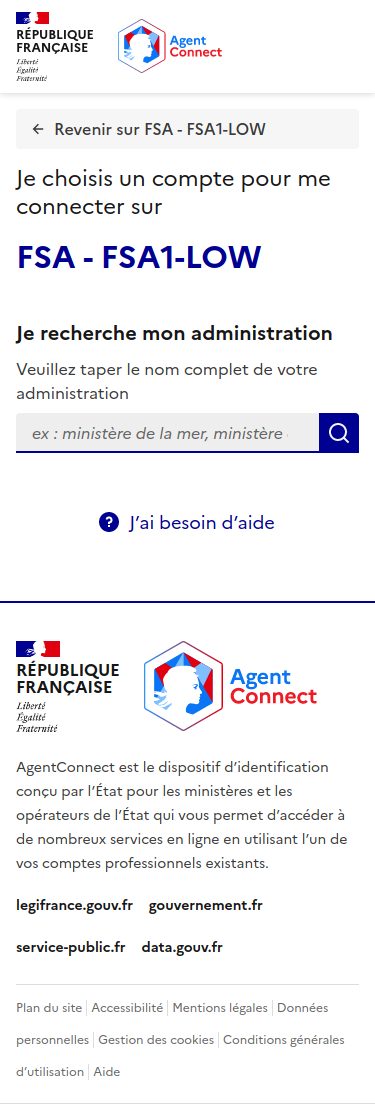 RÉPUBLIQUE
FRANÇAISE
Liberté
Égalité
Fraternité
Agent
Connect
← Revenir sur FSA - FSA1-LOW
Je choisis un compte pour me
connecter sur
FSA - FSA1-LOW
Je recherche mon administration
Veuillez taper le nom complet de votre
administration
ex : ministère de la mer, ministère
? J’ai besoin d’aide
RÉPUBLIQUE
FRANÇAISE
Liberté
Égalité
Fraternité
Agent
Connect
AgentConnect est le dispositif d’identification
conçu par l’État pour les ministères et les
opérateurs de l’État qui vous permet d’accéder à
de nombreux services en ligne en utilisant l’un de
vos comptes professionnels existants.
legifrance.gouv.fr gouvernement.fr
service-public.fr data.gouv.fr
Plan du site | Accessibilité | Mentions légales | Données
personnelles | Gestion des cookies | Conditions générales
d’utilisation | Aide